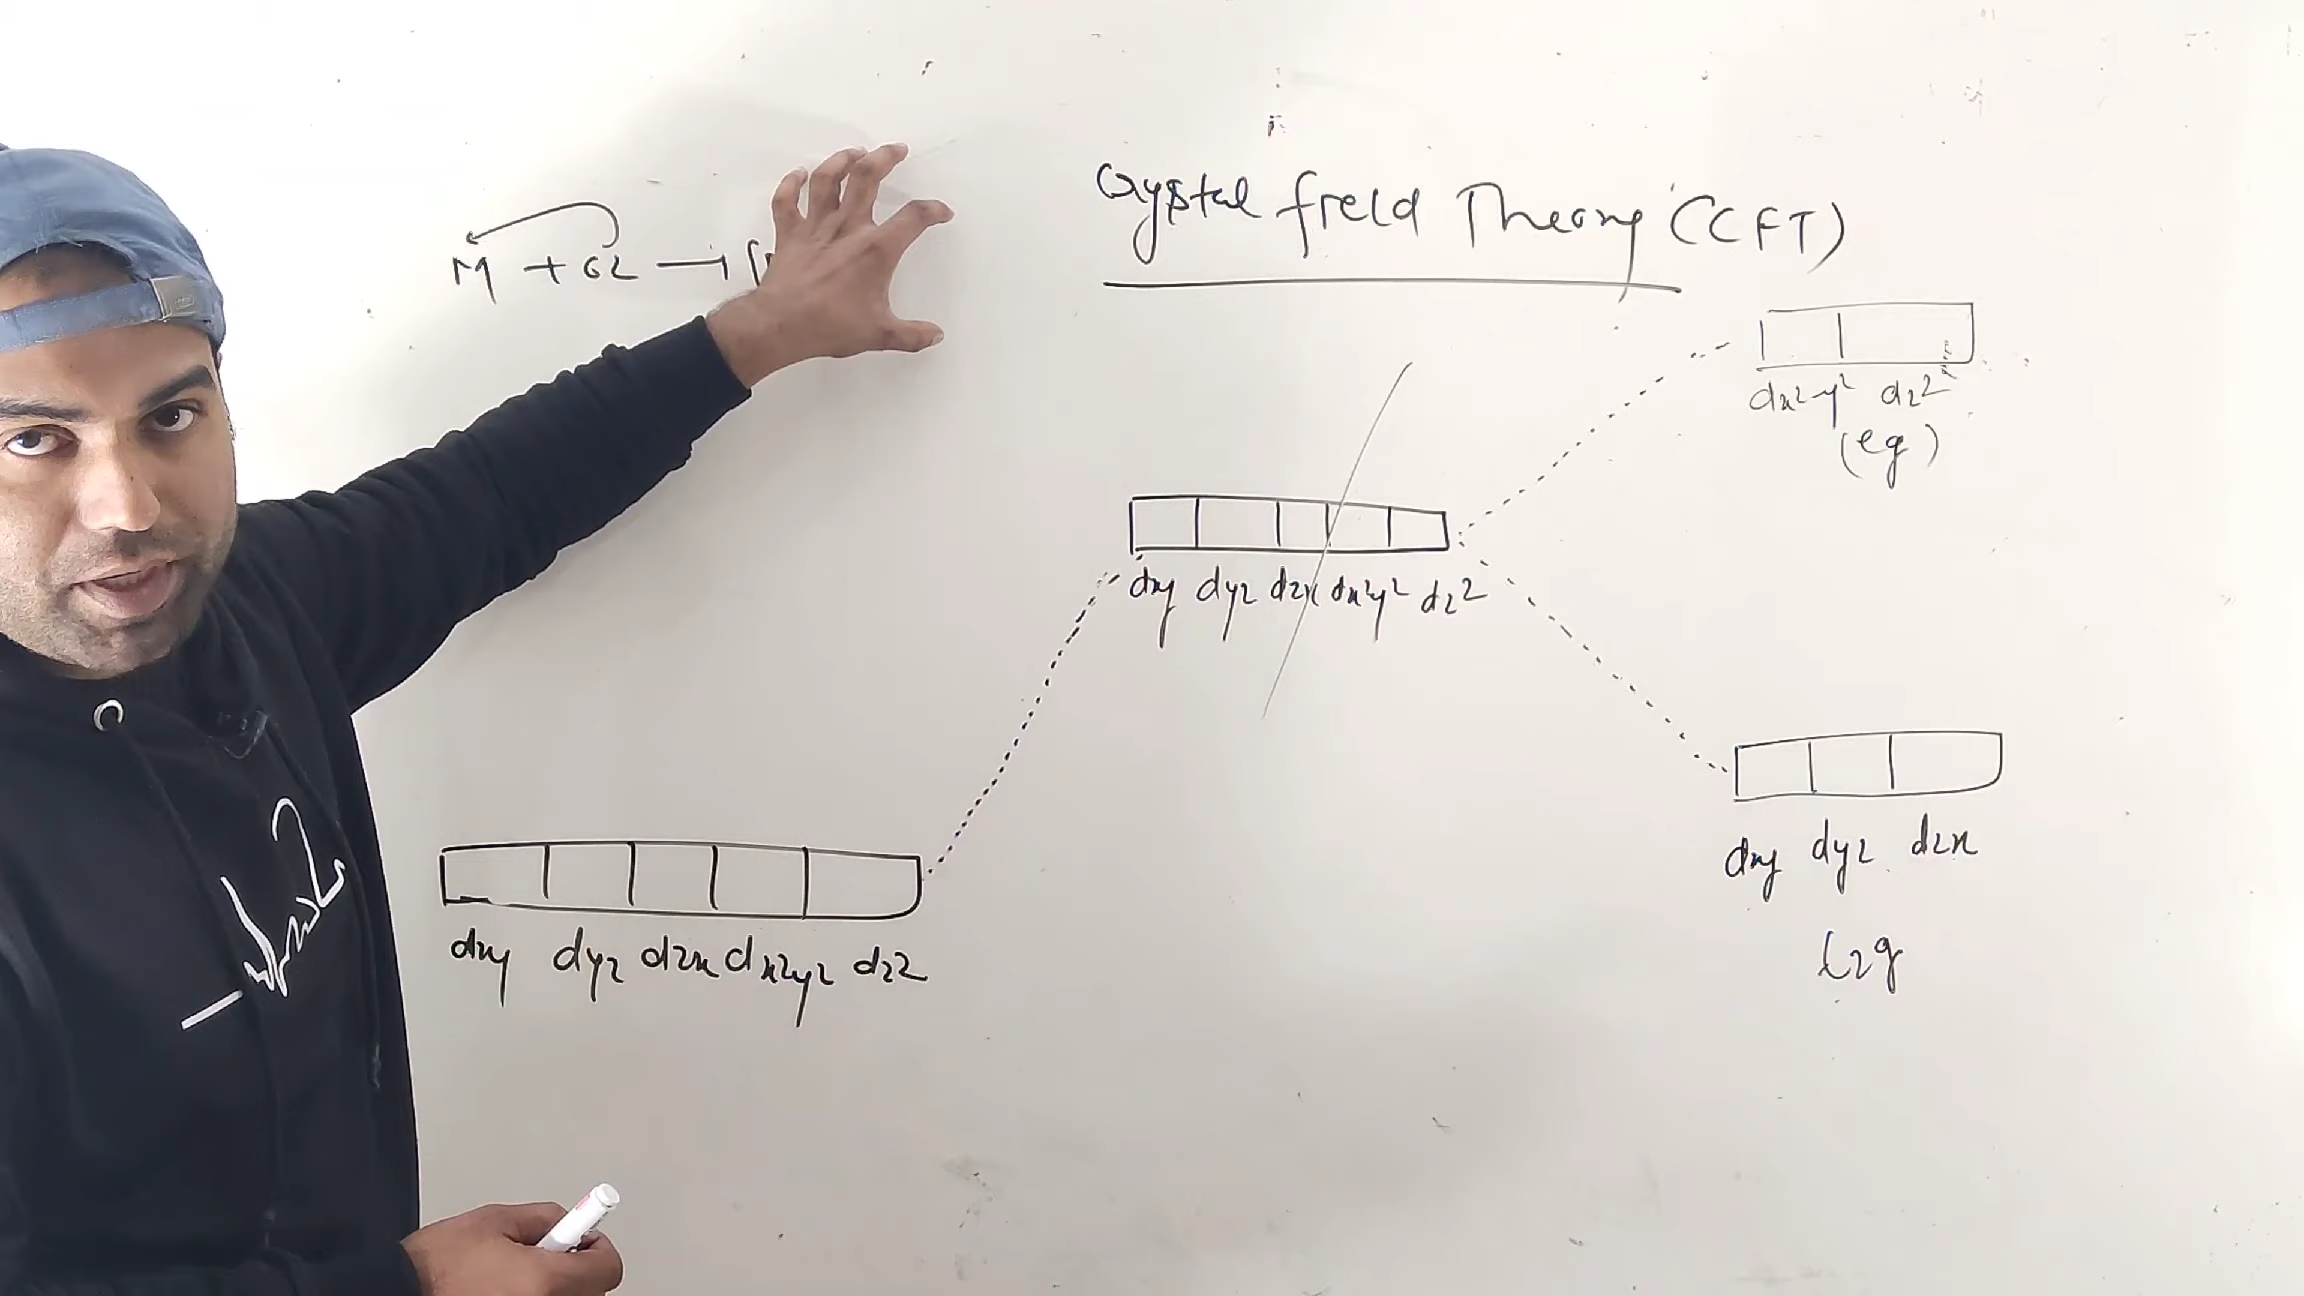 Crystal field Theory (CFT)
M + 6L →
dx²-y² dz²
(eg)
dxy dyz dzx dx²y² dz²
dxy dyz dzx
t2g
dxy dyz dzx dx²y² dz²